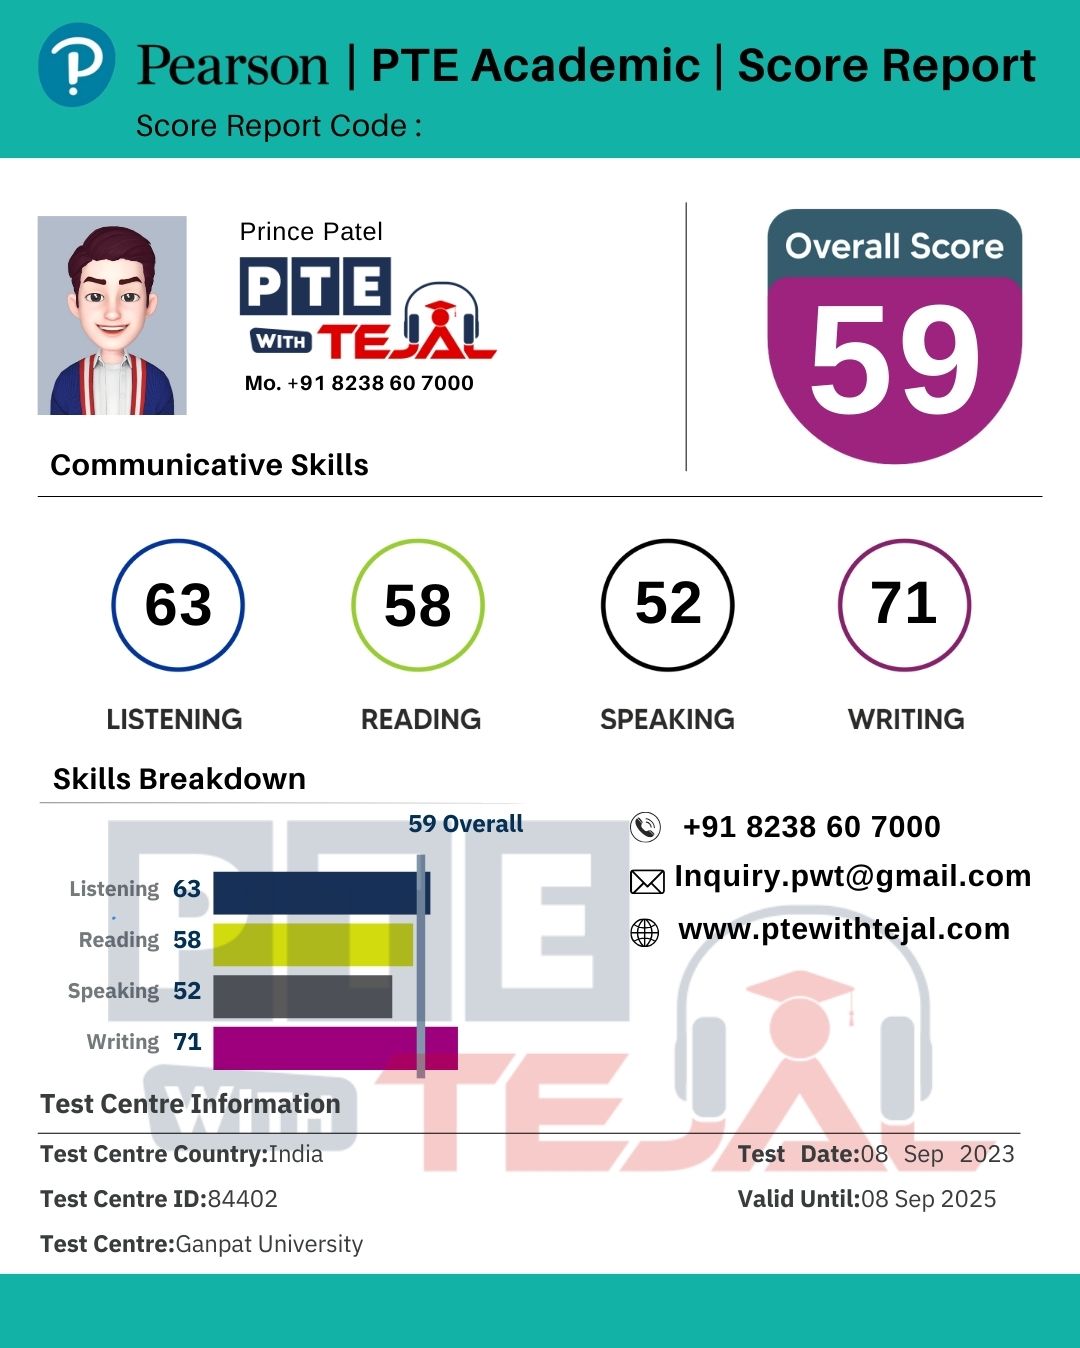 Pearson | PTE Academic | Score Report
Score Report Code :
Prince Patel
PTE
WITH TEJAL
Mo. +91 8238 60 7000
Overall Score
59
Communicative Skills
63 58 52 71
LISTENING READING SPEAKING WRITING
Skills Breakdown
59 Overall
Listening 63
Reading 58
Speaking 52
Writing 71
+91 8238 60 7000
Inquiry.pwt@gmail.com
www.ptewithtejal.com
PTE
WITH TEJAL
Test Centre Information
Test Centre Country:India
Test Date:08 Sep 2023
Test Centre ID:84402
Valid Until:08 Sep 2025
Test Centre:Ganpat University